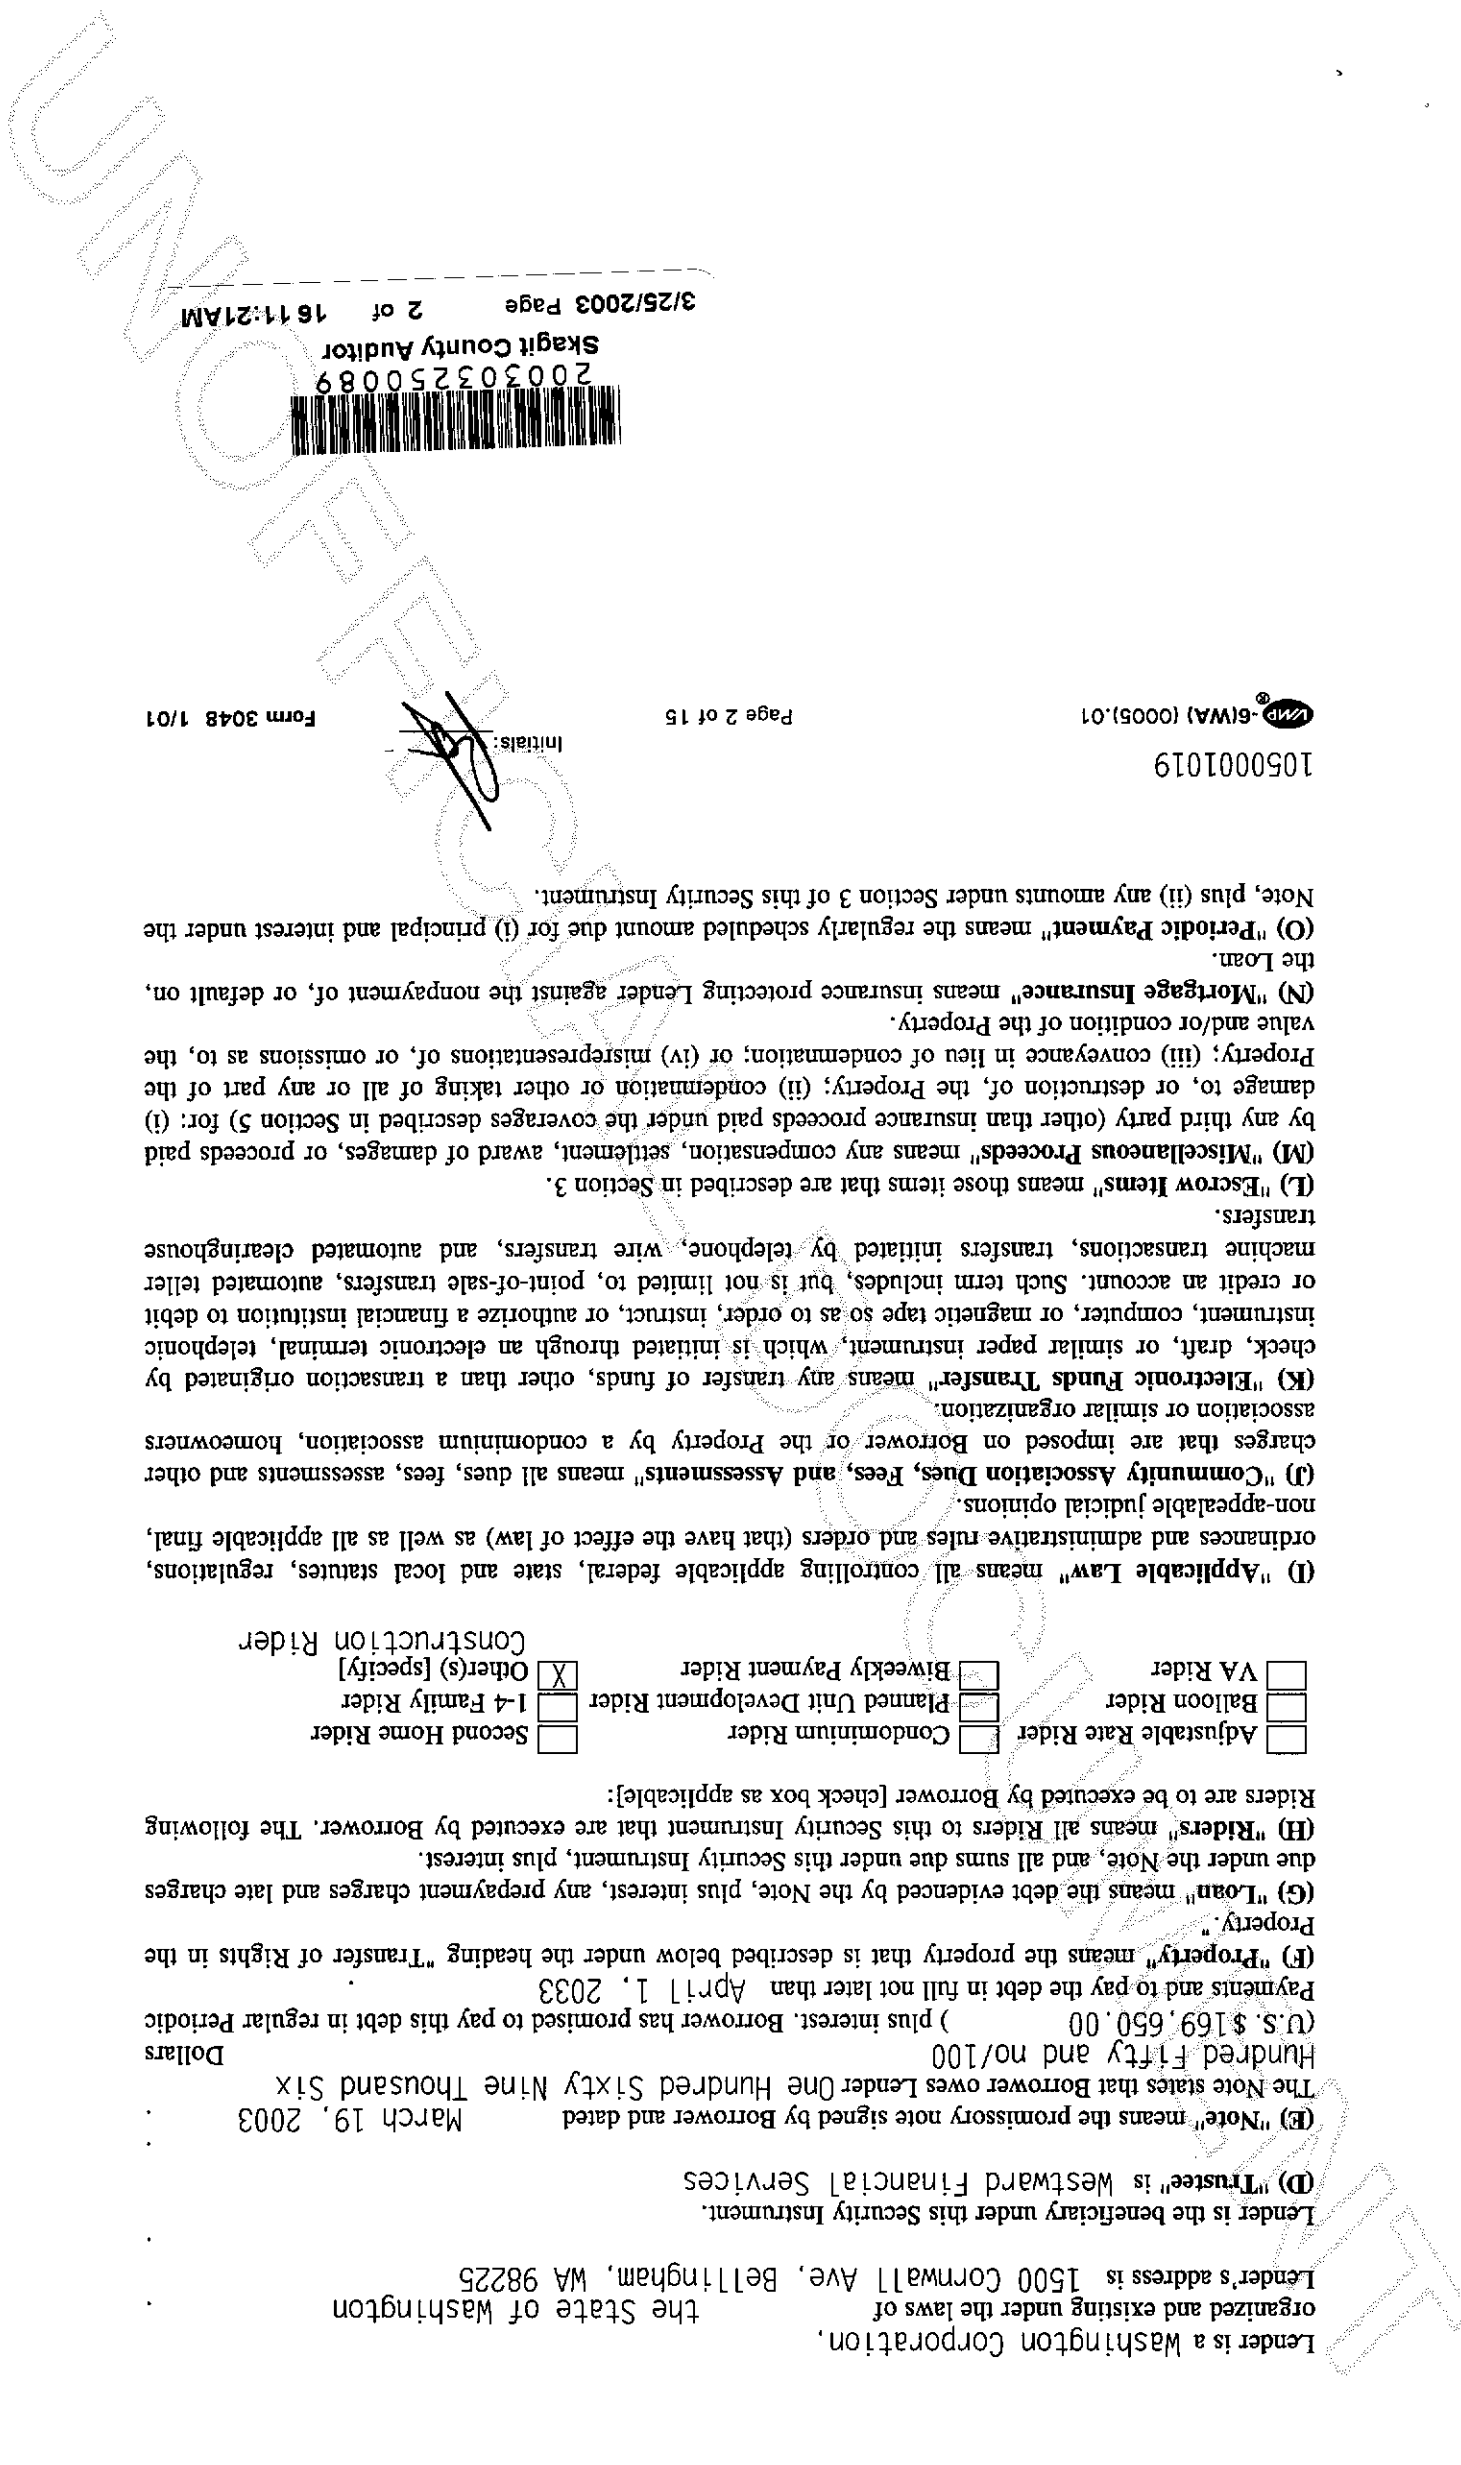 Lender is a Washington Corporation,
organized and existing under the laws of the State of Washington .
Lender's address is 1500 Cornwall Ave, Bellingham, WA 98225
.
Lender is the beneficiary under this Security Instrument.
(D) "Trustee" is Westward Financial Services
.
(E) "Note" means the promissory note signed by Borrower and dated March 19, 2003 .
The Note states that Borrower owes Lender One Hundred Sixty Nine Thousand Six
Hundred Fifty and no/100 Dollars
(U.S. $169,650.00 ) plus interest. Borrower has promised to pay this debt in regular Periodic
Payments and to pay the debt in full not later than April 1, 2033 .
(F) "Property" means the property that is described below under the heading "Transfer of Rights in the
Property."
(G) "Loan" means the debt evidenced by the Note, plus interest, any prepayment charges and late charges
due under the Note, and all sums due under this Security Instrument, plus interest.
(H) "Riders" means all Riders to this Security Instrument that are executed by Borrower. The following
Riders are to be executed by Borrower [check box as applicable]:
Adjustable Rate Rider Condominium Rider Second Home Rider
Balloon Rider Planned Unit Development Rider 1-4 Family Rider
VA Rider Biweekly Payment Rider X Other(s) [specify]
Construction Rider
(I) "Applicable Law" means all controlling applicable federal, state and local statutes, regulations,
ordinances and administrative rules and orders (that have the effect of law) as well as all applicable final,
non-appealable judicial opinions.
(J) "Community Association Dues, Fees, and Assessments" means all dues, fees, assessments and other
charges that are imposed on Borrower or the Property by a condominium association, homeowners
association or similar organization.
(K) "Electronic Funds Transfer" means any transfer of funds, other than a transaction originated by
check, draft, or similar paper instrument, which is initiated through an electronic terminal, telephonic
instrument, computer, or magnetic tape so as to order, instruct, or authorize a financial institution to debit
or credit an account. Such term includes, but is not limited to, point-of-sale transfers, automated teller
machine transactions, transfers initiated by telephone, wire transfers, and automated clearinghouse
transfers.
(L) "Escrow Items" means those items that are described in Section 3.
(M) "Miscellaneous Proceeds" means any compensation, settlement, award of damages, or proceeds paid
by any third party (other than insurance proceeds paid under the coverages described in Section 5) for: (i)
damage to, or destruction of, the Property; (ii) condemnation or other taking of all or any part of the
Property; (iii) conveyance in lieu of condemnation; or (iv) misrepresentations of, or omissions as to, the
value and/or condition of the Property.
(N) "Mortgage Insurance" means insurance protecting Lender against the nonpayment of, or default on,
the Loan.
(O) "Periodic Payment" means the regularly scheduled amount due for (i) principal and interest under the
Note, plus (ii) any amounts under Section 3 of this Security Instrument.
1050001019
Initials:
VMP®-6(WA) (0005).01 Page 2 of 15 Form 3048 1/01
200303250089
Skagit County Auditor
3/25/2003 Page 2 of 16 11:21AM
UNOFFICIAL DOCUMENT